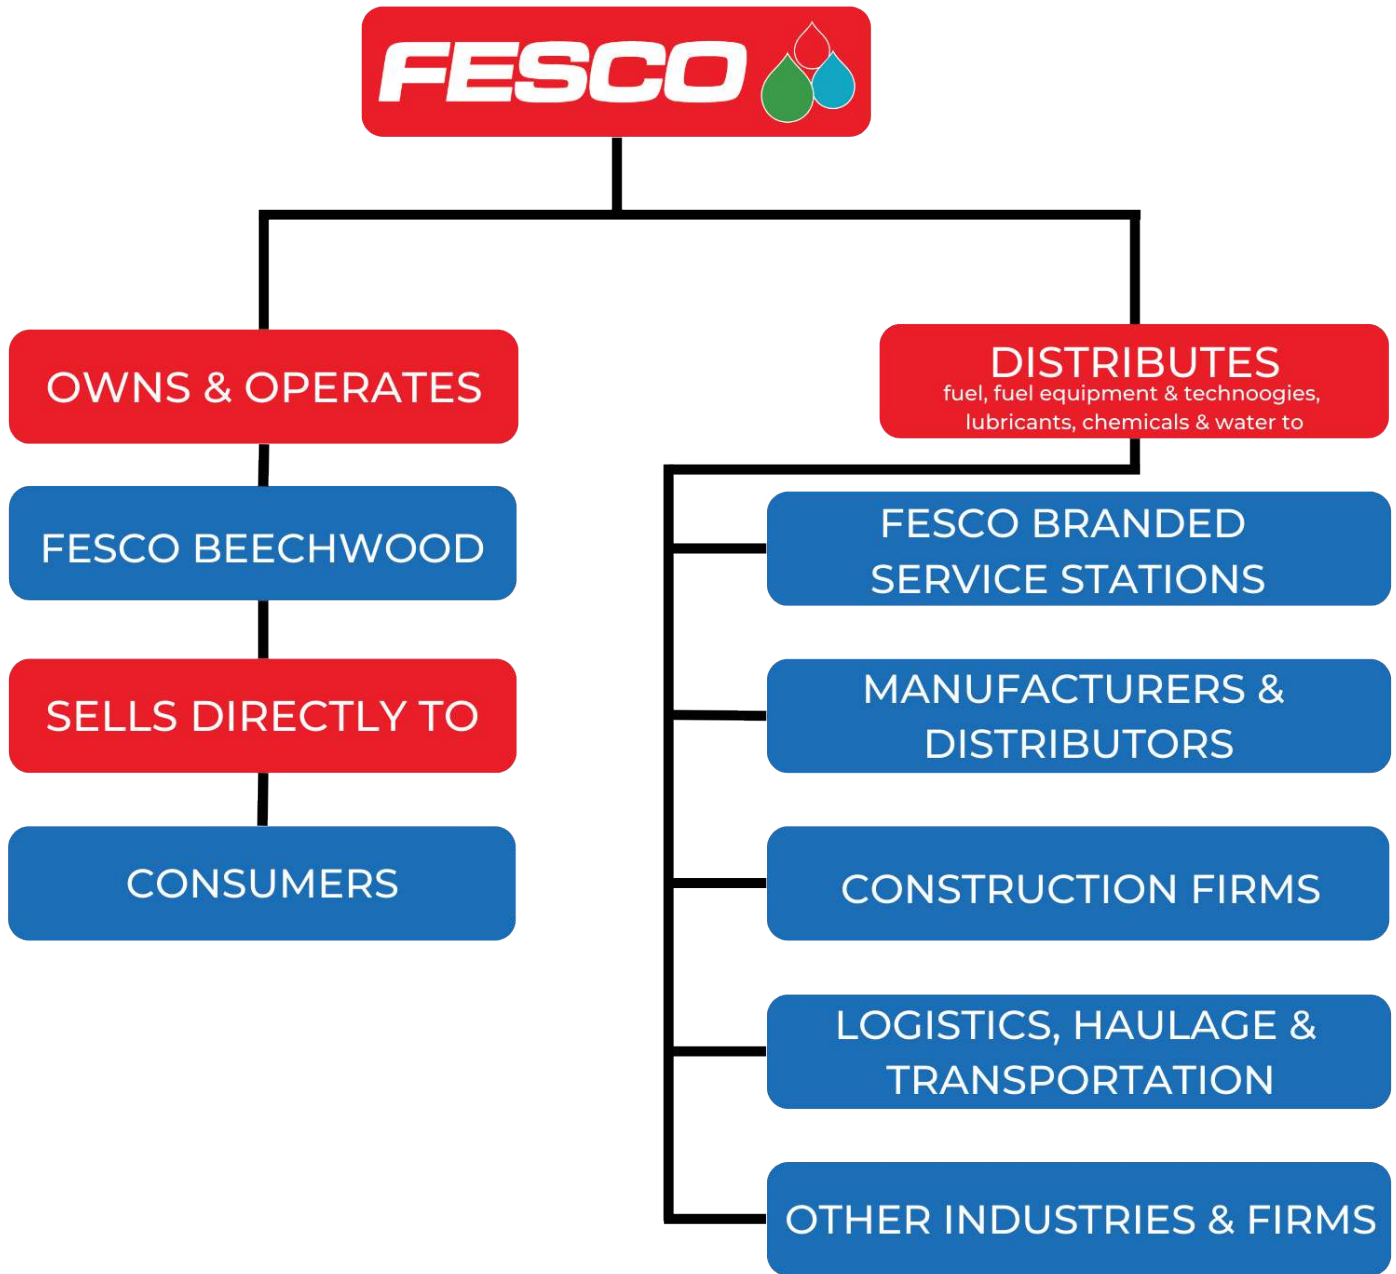 FESCO
OWNS & OPERATES
FESCO BEECHWOOD
SELLS DIRECTLY TO
CONSUMERS
DISTRIBUTES
fuel, fuel equipment & technoogies,
lubricants, chemicals & water to
FESCO BRANDED
SERVICE STATIONS
MANUFACTURERS &
DISTRIBUTORS
CONSTRUCTION FIRMS
LOGISTICS, HAULAGE &
TRANSPORTATION
OTHER INDUSTRIES & FIRMS